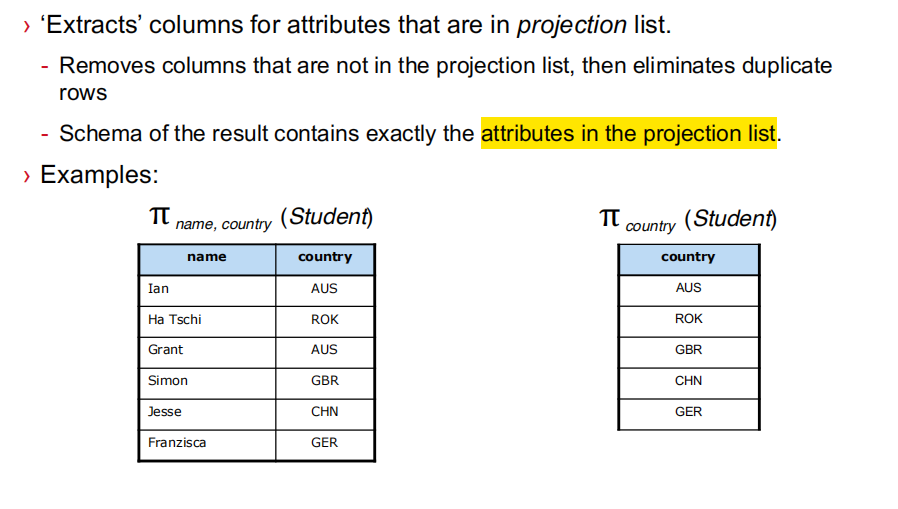 › ‘Extracts’ columns for attributes that are in projection list.
- Removes columns that are not in the projection list, then eliminates duplicate
rows
- Schema of the result contains exactly the attributes in the projection list.
› Examples:
π name, country (Student)
name country
Ian AUS
Ha Tschi ROK
Grant AUS
Simon GBR
Jesse CHN
Franzisca GER
π country (Student)
country
AUS
ROK
GBR
CHN
GER